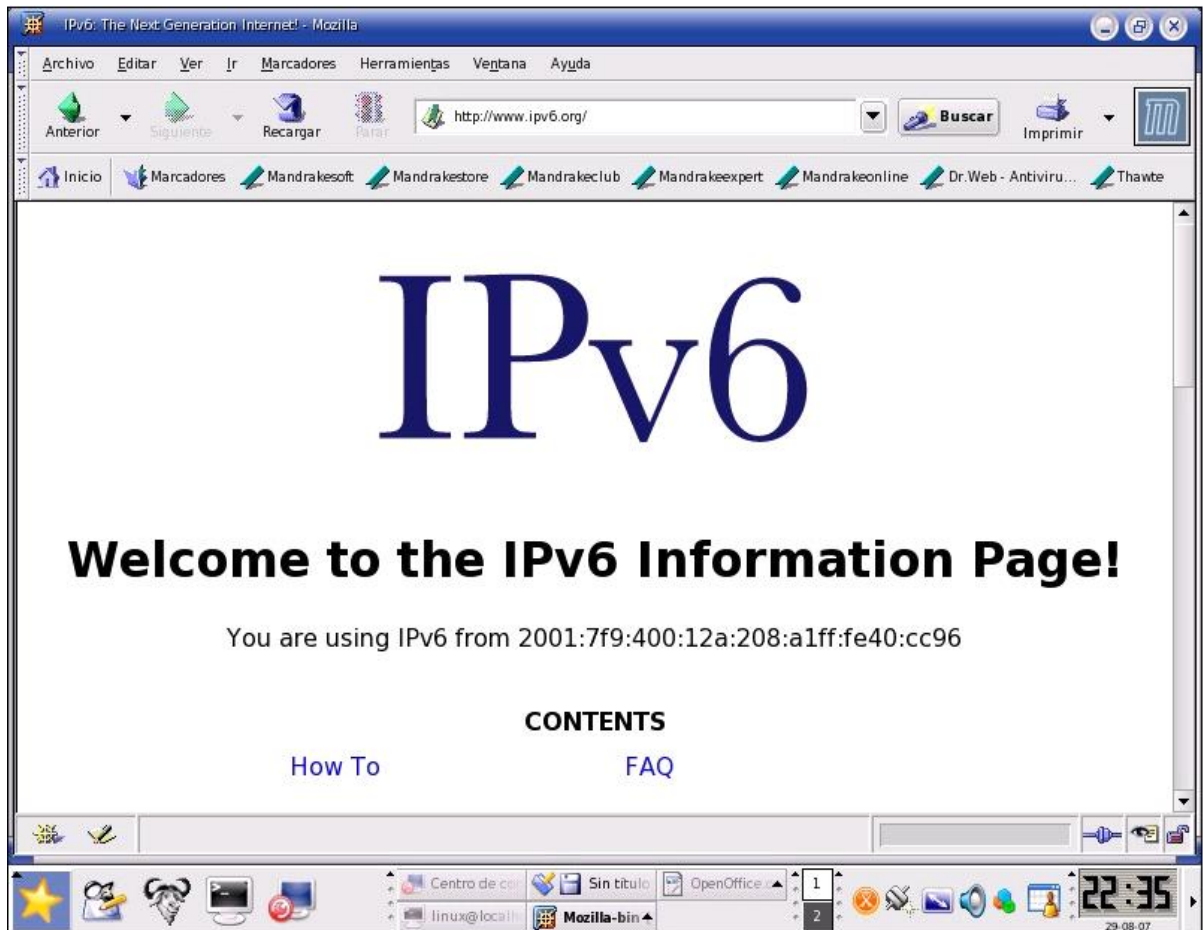 IPv6: The Next Generation Internet! - Mozilla
Archivo Editar Ver Ir Marcadores Herramientas Ventana Ayuda
Anterior Siguiente Recargar Parar http://www.ipv6.org/ Buscar Imprimir
Inicio Marcadores Mandrakesoft Mandrakestore Mandrakeclub Mandrakeexpert Mandrakeonline Dr.Web - Antiviru... Thawte
IPv6
Welcome to the IPv6 Information Page!
You are using IPv6 from 2001:7f9:400:12a:208:a1ff:fe40:cc96
CONTENTS
How To FAQ
Centro de Sin título OpenOffice 1 22:35
linux@local Mozilla-bin 2 29-08-07